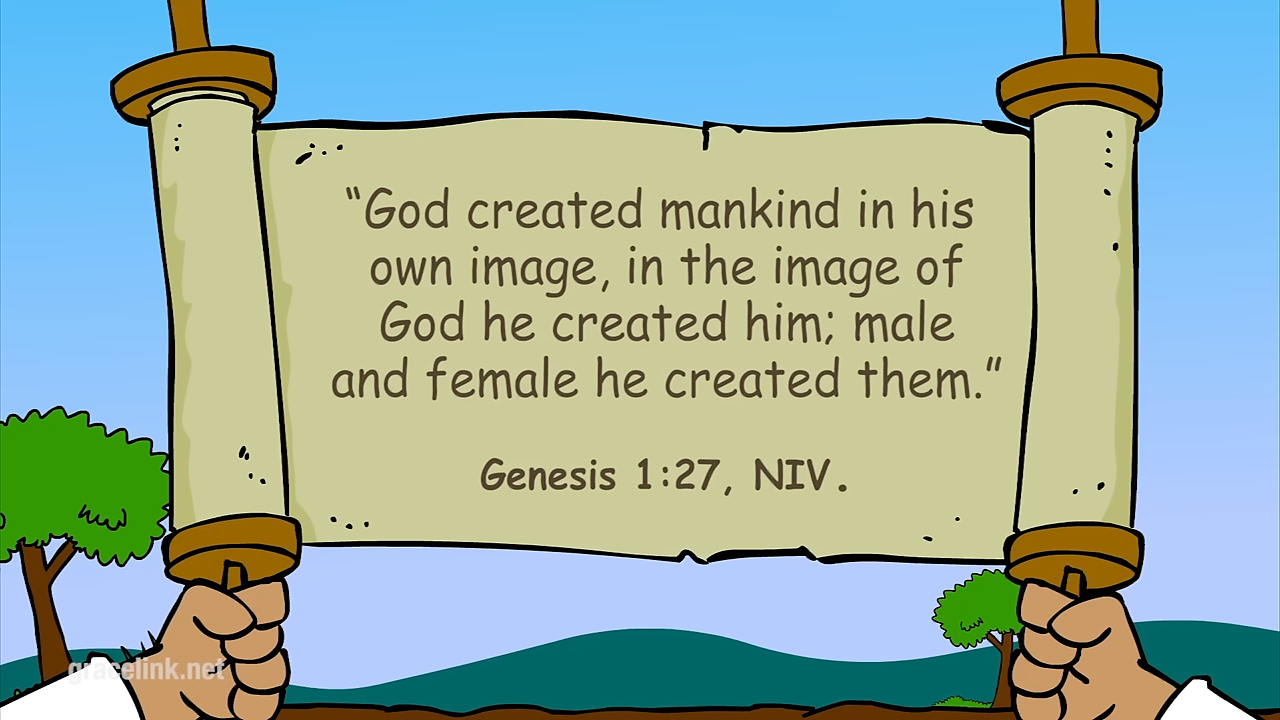 “God created mankind in his
own image, in the image of
God he created him; male
and female he created them.”
Genesis 1:27, NIV.
gracelink.net